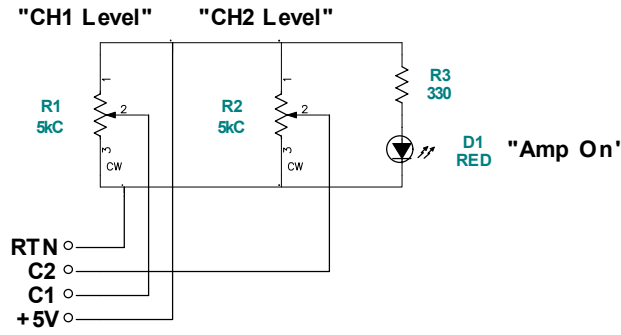 "CH1 Level" "CH2 Level"
1 1
R1 5kC 2
R2 5kC 2
R3 330
3 CW
3 CW
D1 RED
"Amp On'
RTN
C2
C1
+5V